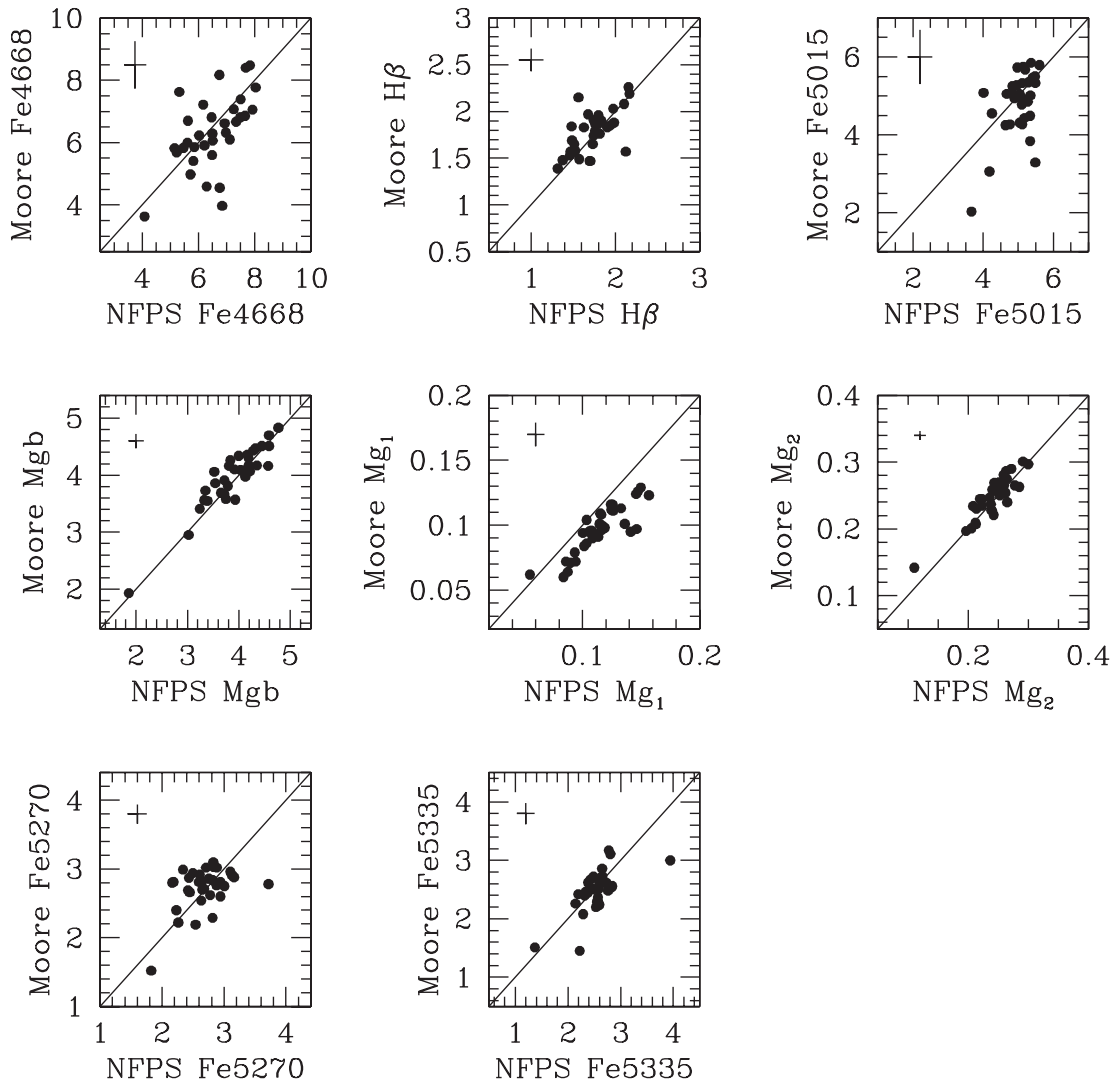 10
8
6
4
Moore Fe4668
4 6 8 10
NFPS Fe4668
3
2.5
2
1.5
1
0.5
Moore Hβ
1 2 3
NFPS Hβ
6
4
2
Moore Fe5015
2 4 6
NFPS Fe5015
5
4
3
2
Moore Mgb
2 3 4 5
NFPS Mgb
0.2
0.15
0.1
0.05
Moore Mg₁
0.1 0.2
NFPS Mg₁
0.4
0.3
0.2
0.1
Moore Mg₂
0.2 0.4
NFPS Mg₂
4
3
2
1
Moore Fe5270
1 2 3 4
NFPS Fe5270
4
3
2
1
Moore Fe5335
1 2 3 4
NFPS Fe5335